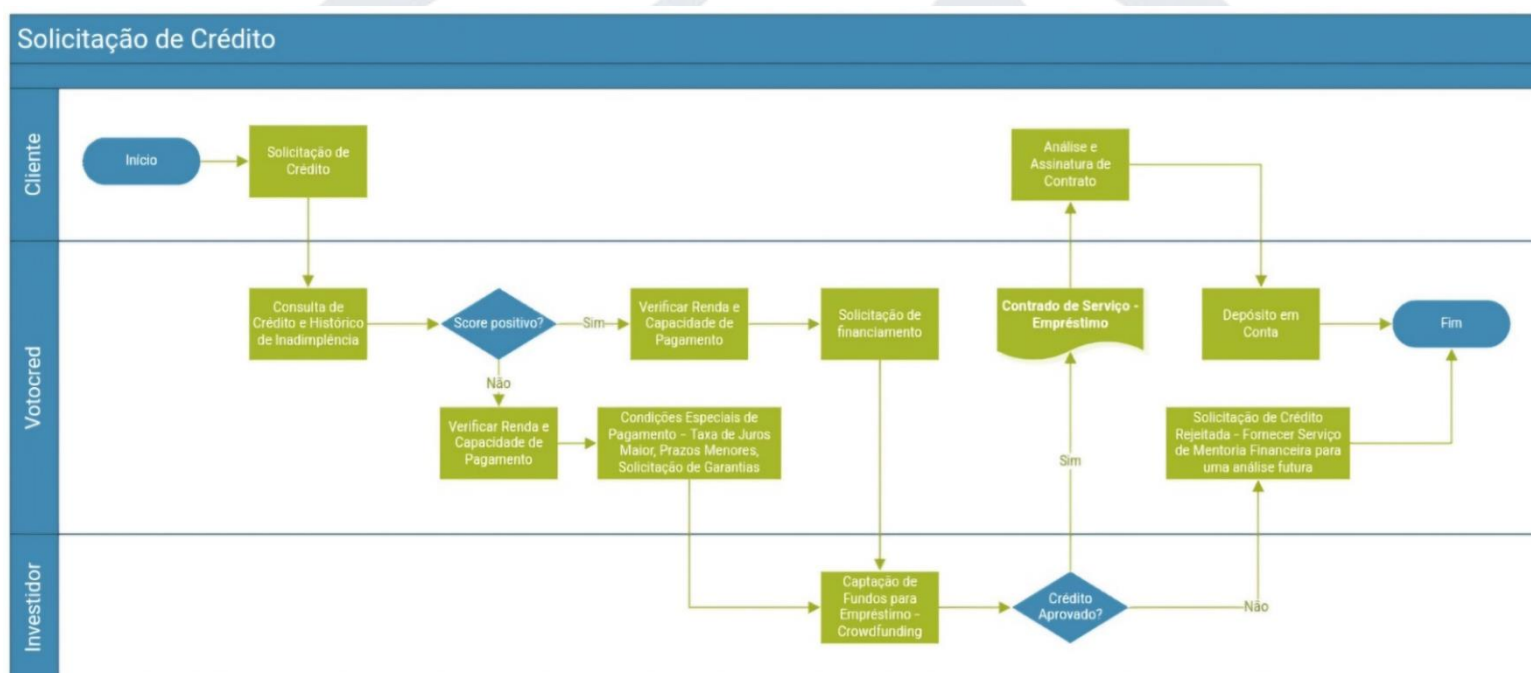 Solicitação de Crédito
Cliente
Início
Solicitação de
Crédito
Análise e
Assinatura de
Contrato
Votocred
Consulta de
Crédito e Histórico
de Inadimplência
Score positivo?
Sim
Verificar Renda e
Capacidade de
Pagamento
Solicitação de
financiamento
Contrado de Serviço -
Empréstimo
Depósito em
Conta
Fim
Não
Verificar Renda e
Capacidade de
Pagamento
Condições Especiais de
Pagamento - Taxa de Juros
Maior, Prazos Menores,
Solicitação de Garantias
Sim
Solicitação de Crédito
Rejeitada - Fornecer Serviço
de Mentoria Financeira para
uma análise futura
Investidor
Captação de
Fundos para
Empréstimo -
Crowdfunding
Crédito
Aprovado?
Não